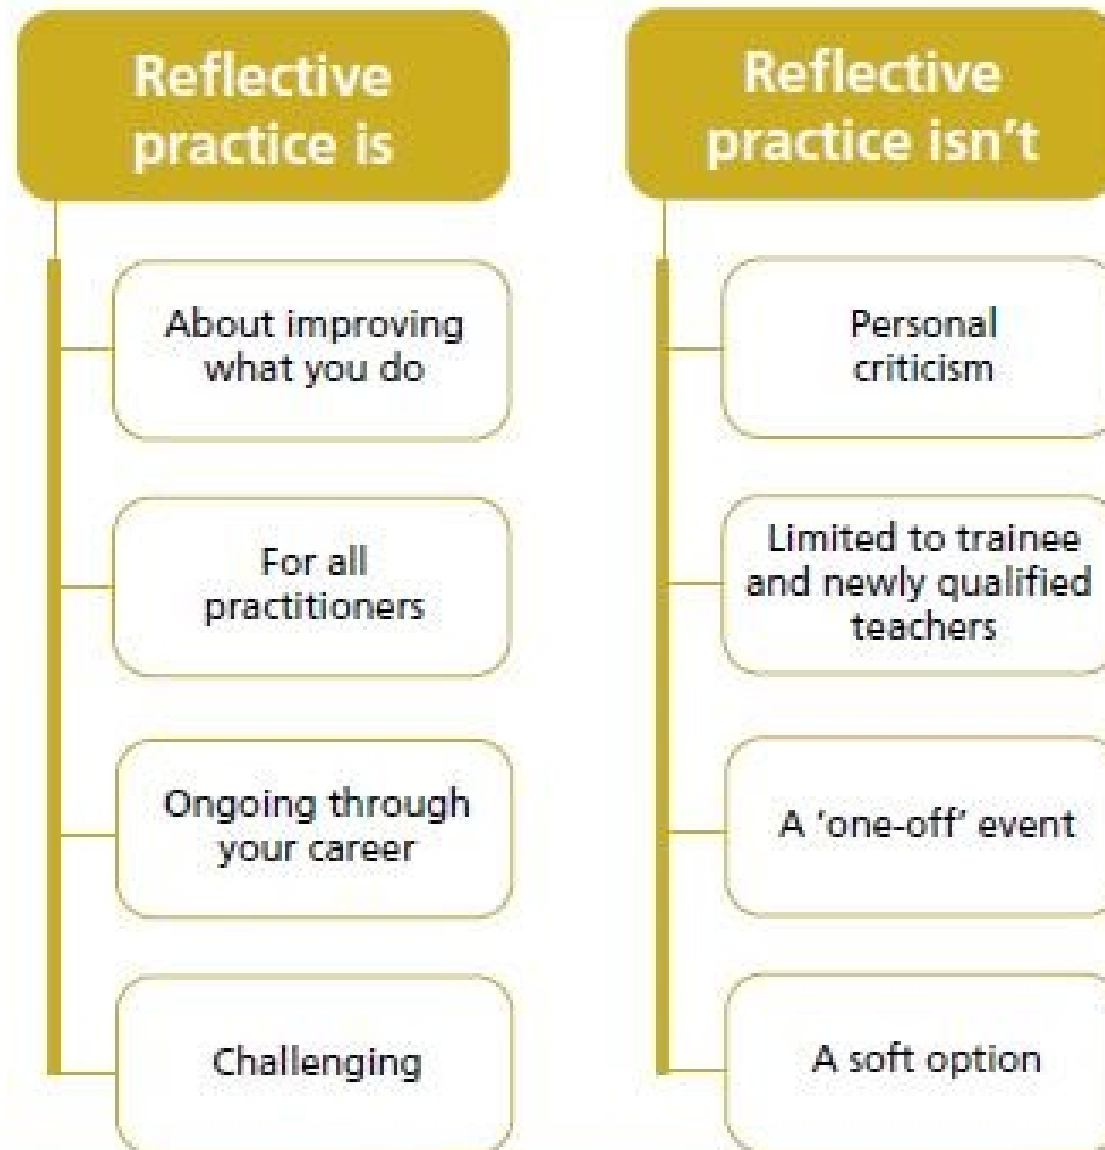 Reflective
practice is
About improving
what you do
For all
practitioners
Ongoing through
your career
Challenging
Reflective
practice isn't
Personal
criticism
Limited to trainee
and newly qualified
teachers
A ‘one-off’ event
A soft option